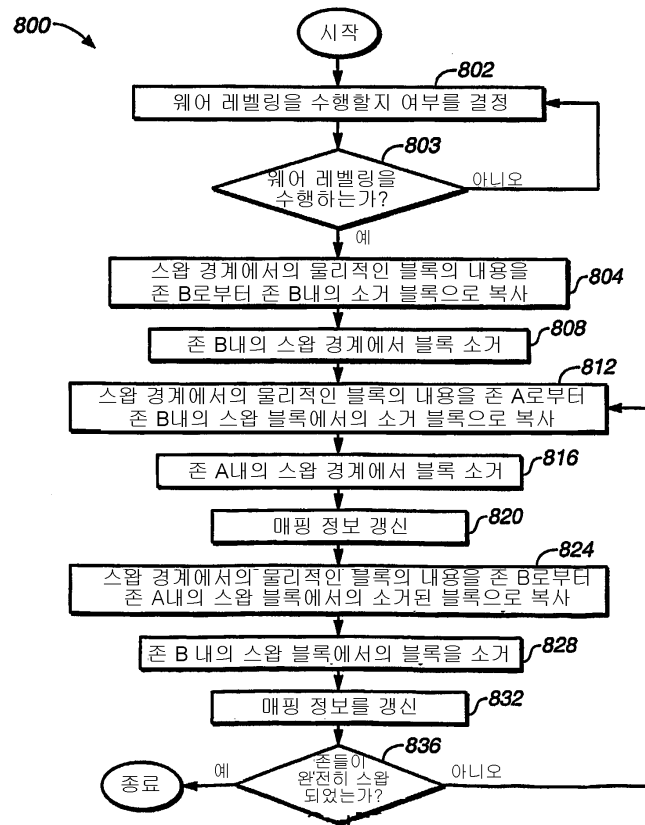 800
시작
802
웨어 레벨링을 수행할지 여부를 결정
803
웨어 레벨링을
수행하는가?
아니오
예
스왑 경계에서의 물리적인 블록의 내용을
존 B로부터 존 B내의 소거 블록으로 복사
804
808
존 B내의 스왑 경계에서 블록 소거
812
스왑 경계에서의 물리적인 블록의 내용을 존 A로부터
존 B내의 스왑 블록에서의 소거 블록으로 복사
존 A내의 스왑 경계에서 블록 소거
816
매핑 정보 갱신
820
824
스왑 경계에서의 물리적인 블록의 내용을 존 B로부터
존 A내의 스왑 블록에서의 소거된 블록으로 복사
존 B 내의 스왑 블록에서의 블록을 소거
828
매핑 정보를 갱신
832
836
존들이
완전히 스왑
되었는가?
예
아니오
종료